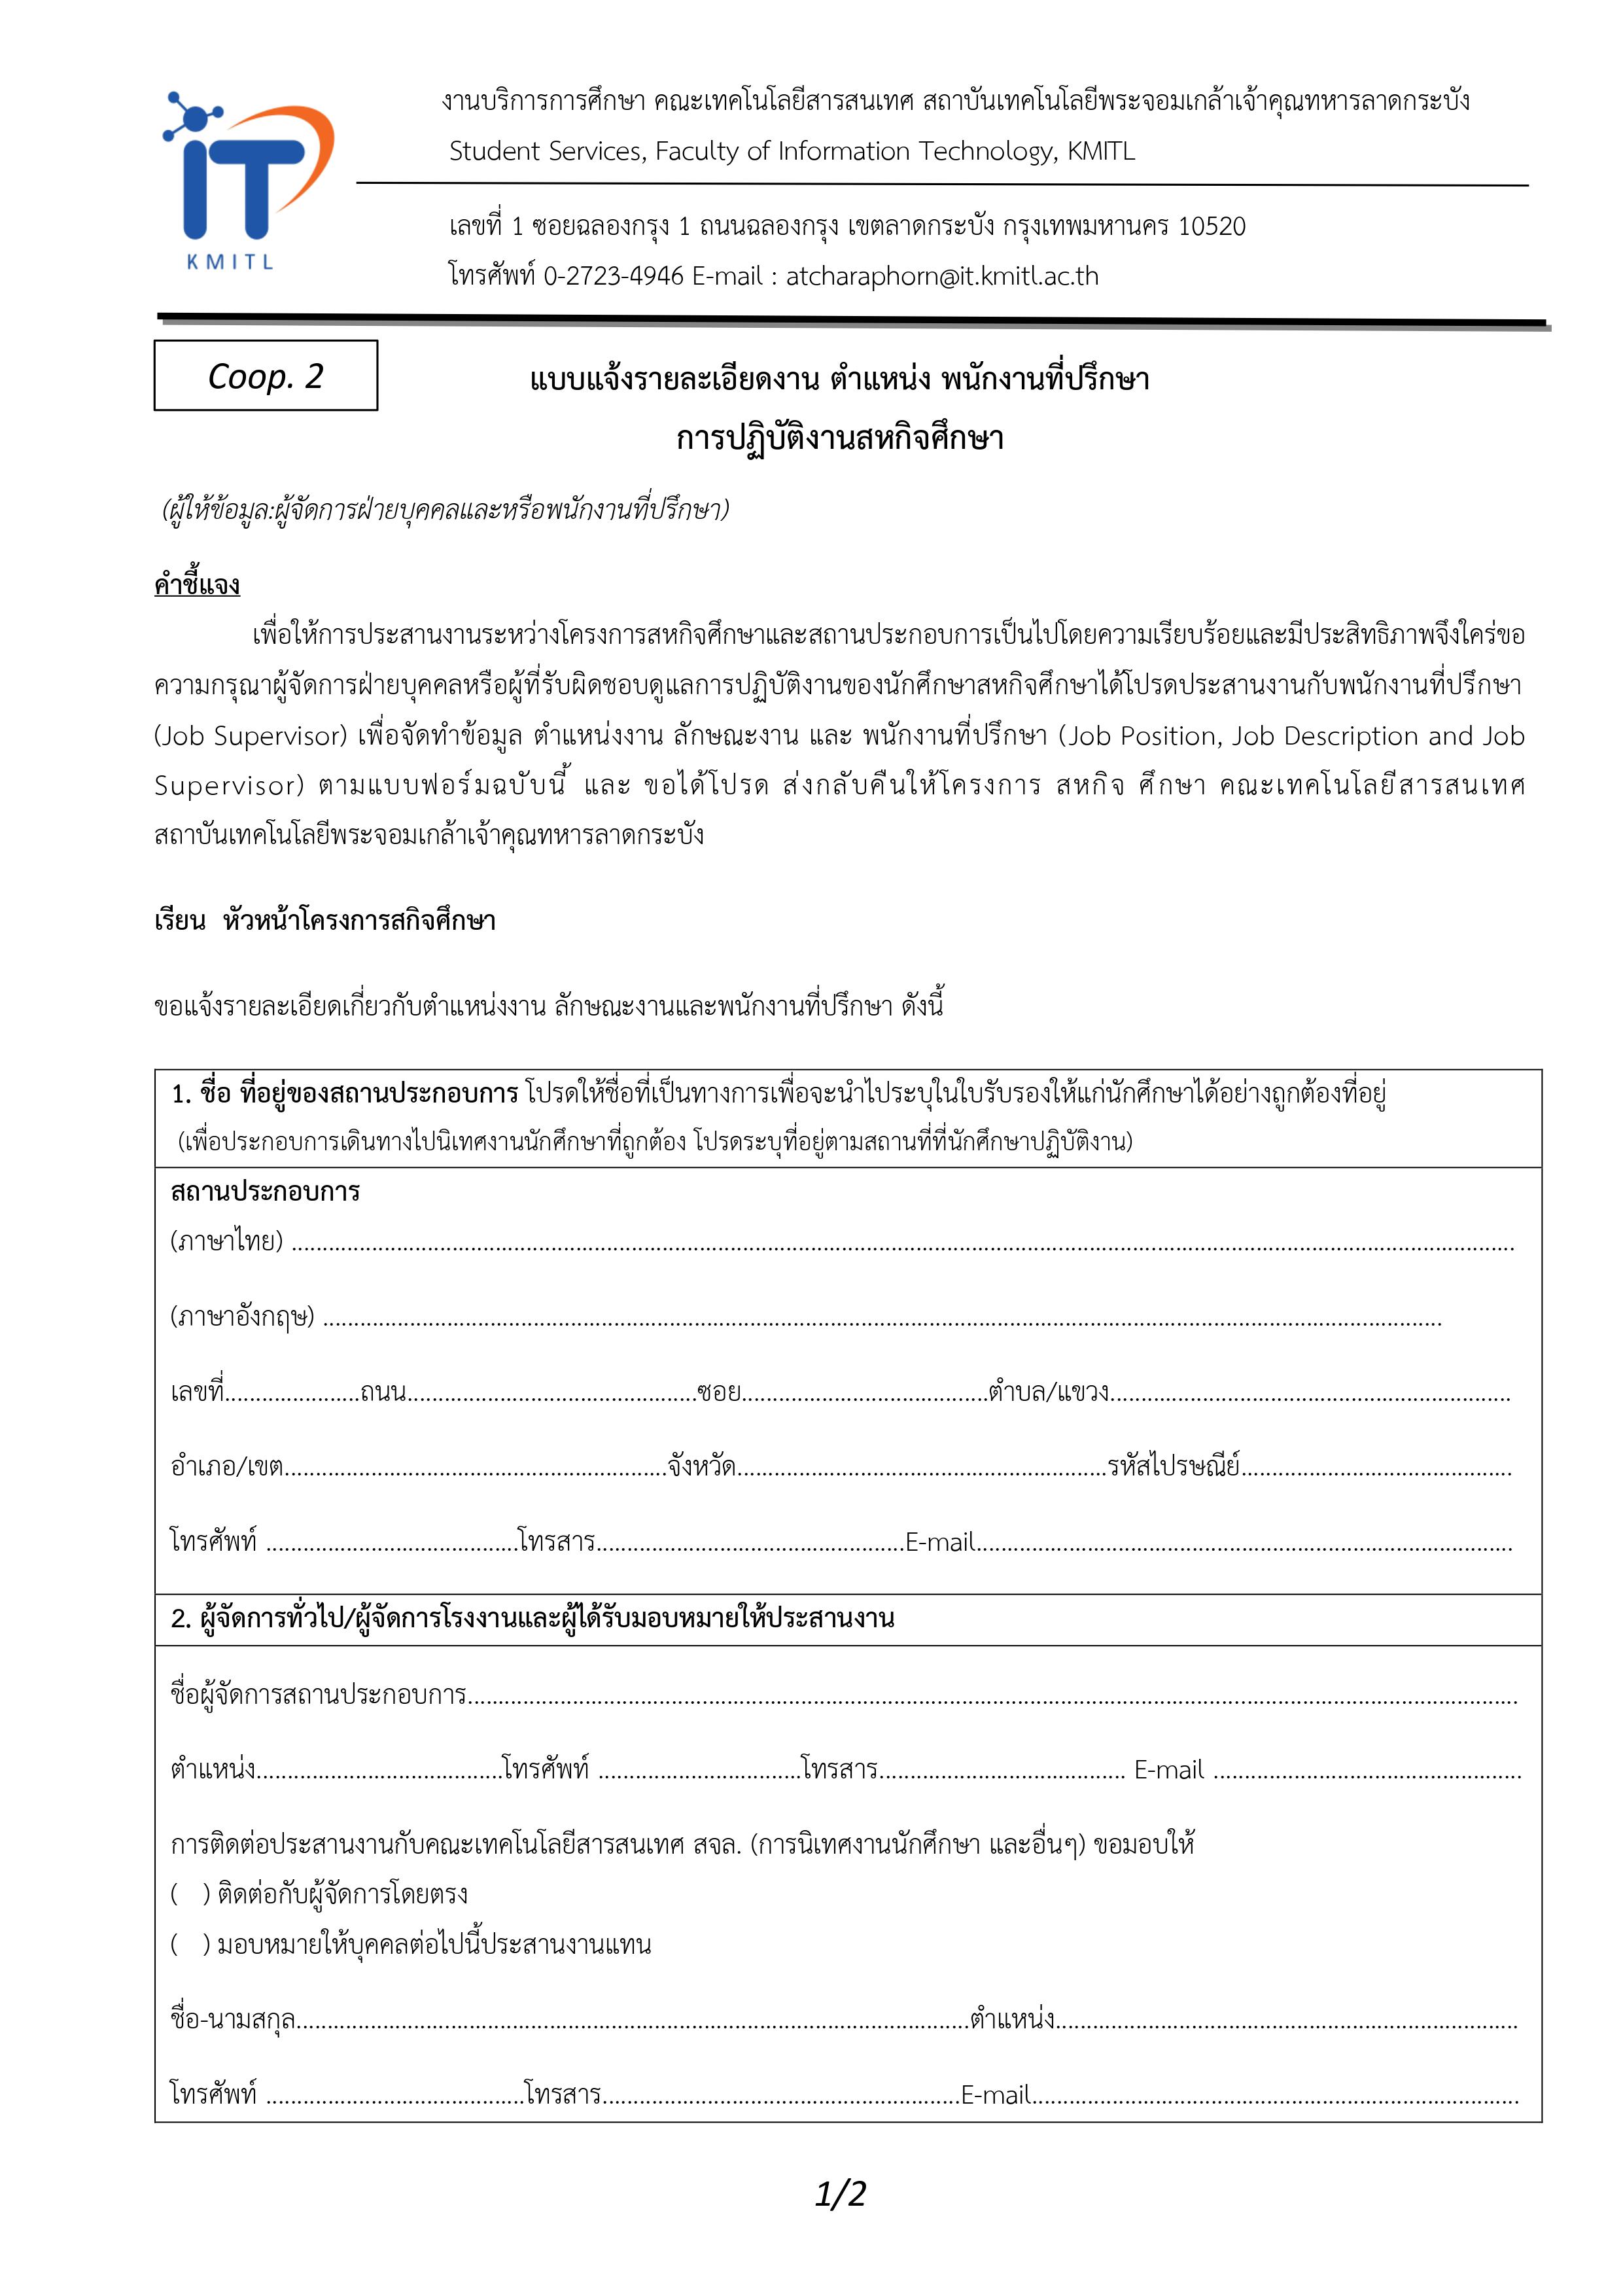 iT
KMITL
งานบริการการศึกษา คณะเทคโนโลยีสารสนเทศ สถาบันเทคโนโลยีพระจอมเกล้าเจ้าคุณทหารลาดกระบัง
Student Services, Faculty of Information Technology, KMITL
เลขที่ 1 ซอยฉลองกรุง 1 ถนนฉลองกรุง เขตลาดกระบัง กรุงเทพมหานคร 10520
โทรศัพท์ 0-2723-4946 E-mail : atcharaphorn@it.kmitl.ac.th
Coop. 2
แบบแจ้งรายละเอียดงาน ตำแหน่ง พนักงานที่ปรึกษา
การปฏิบัติงานสหกิจศึกษา
(ผู้ให้ข้อมูล:ผู้จัดการฝ่ายบุคคลและหรือพนักงานที่ปรึกษา)
คำชี้แจง
เพื่อให้การประสานงานระหว่างโครงการสหกิจศึกษาและสถานประกอบการเป็นไปโดยความเรียบร้อยและมีประสิทธิภาพจึงใคร่ขอ
ความกรุณาผู้จัดการฝ่ายบุคคลหรือผู้ที่รับผิดชอบดูแลการปฏิบัติงานของนักศึกษาสหกิจศึกษาได้โปรดประสานงานกับพนักงานที่ปรึกษา
(Job Supervisor) เพื่อจัดทำข้อมูล ตำแหน่งงาน ลักษณะงาน และ พนักงานที่ปรึกษา (Job Position, Job Description and Job
Supervisor) ตามแบบฟอร์มฉบับนี้ และ ขอได้โปรด ส่งกลับคืนให้โครงการ สหกิจ ศึกษา คณะเทคโนโลยีสารสนเทศ
สถาบันเทคโนโลยีพระจอมเกล้าเจ้าคุณทหารลาดกระบัง
เรียน หัวหน้าโครงการสกิจศึกษา
ขอแจ้งรายละเอียดเกี่ยวกับตำแหน่งงาน ลักษณะงานและพนักงานที่ปรึกษา ดังนี้
1. ชื่อ ที่อยู่ของสถานประกอบการ โปรดให้ชื่อที่เป็นทางการเพื่อจะนำไประบุในใบรับรองให้แก่นักศึกษาได้อย่างถูกต้องที่อยู่
(เพื่อประกอบการเดินทางไปนิเทศงานนักศึกษาที่ถูกต้อง โปรดระบุที่อยู่ตามสถานที่ที่นักศึกษาปฏิบัติงาน)
สถานประกอบการ
(ภาษาไทย) ..........................................................
(ภาษาอังกฤษ) ..........................................................
เลขที่......................ถนน...............................................ซอย........................................ตำบล/แขวง.................................................................
อำเภอ/เขต..............................................................จังหวัด............................................................รหัสไปรษณีย์............................................
โทรศัพท์ .........................................โทรสาร..................................................E-mail.......................................................................................
2. ผู้จัดการทั่วไป/ผู้จัดการโรงงานและผู้ได้รับมอบหมายให้ประสานงาน
ชื่อผู้จัดการสถานประกอบการ..........................................................
ตำแหน่ง........................................โทรศัพท์ .................................โทรสาร........................................ E-mail ..................................................
การติดต่อประสานงานกับคณะเทคโนโลยีสารสนเทศ สจล. (การนิเทศงานนักศึกษา และอื่นๆ) ขอมอบให้
( ) ติดต่อกับผู้จัดการโดยตรง
( ) มอบหมายให้บุคคลต่อไปนี้ประสานงานแทน
ชื่อ-นามสกุล.............................................................................................................ตำแหน่ง...........................................................................
โทรศัพท์ ..........................................โทรสาร..........................................................E-mail...............................................................................
1/2